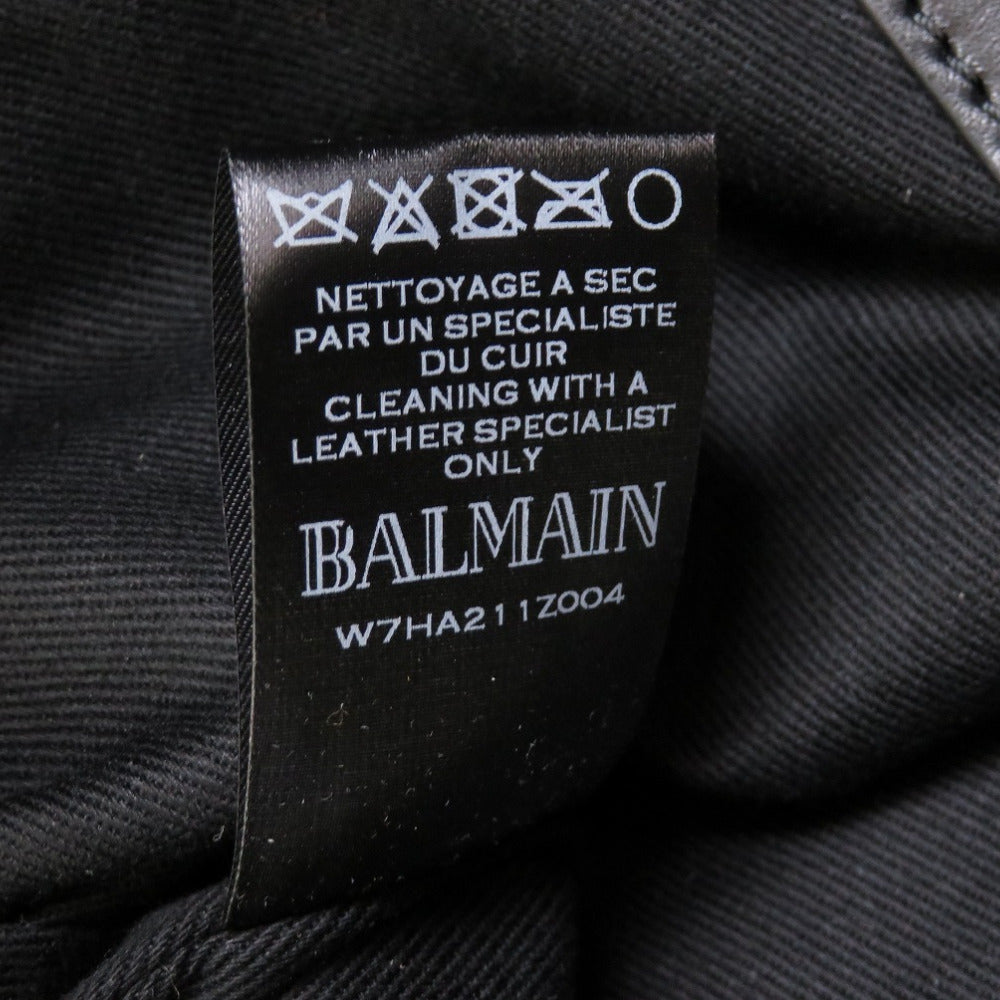 NETTOYAGE A SEC
PAR UN SPECIALISTE
DU CUIR
CLEANING WITH A
LEATHER SPECIALIST
ONLY
BALMAIN
W7HA211Z004